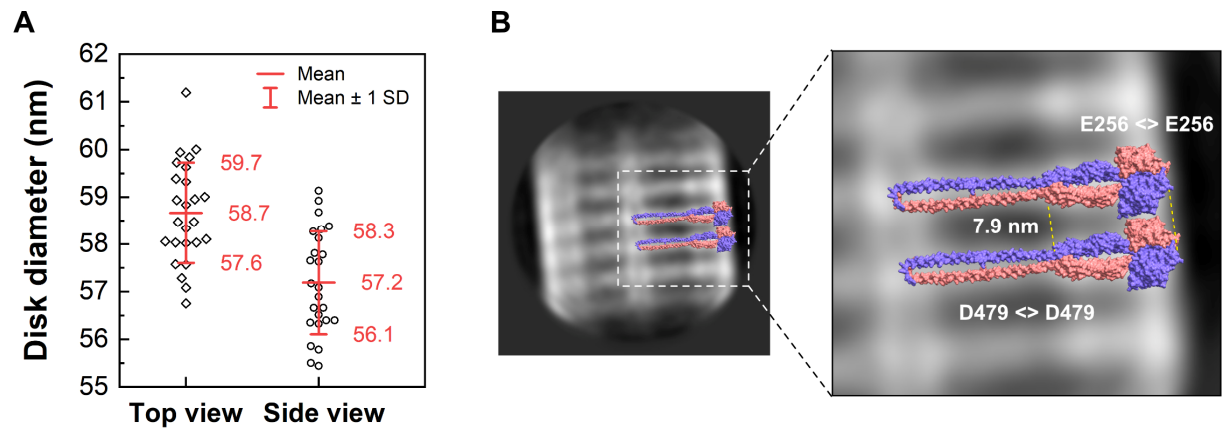 A
Disk diameter (nm)
62
61
60
59
58
57
56
55
Mean
Mean ± 1 SD
59.7
58.7
57.6
58.3
57.2
56.1
Top view
Side view
B
E256 <> E256
7.9 nm
D479 <> D479